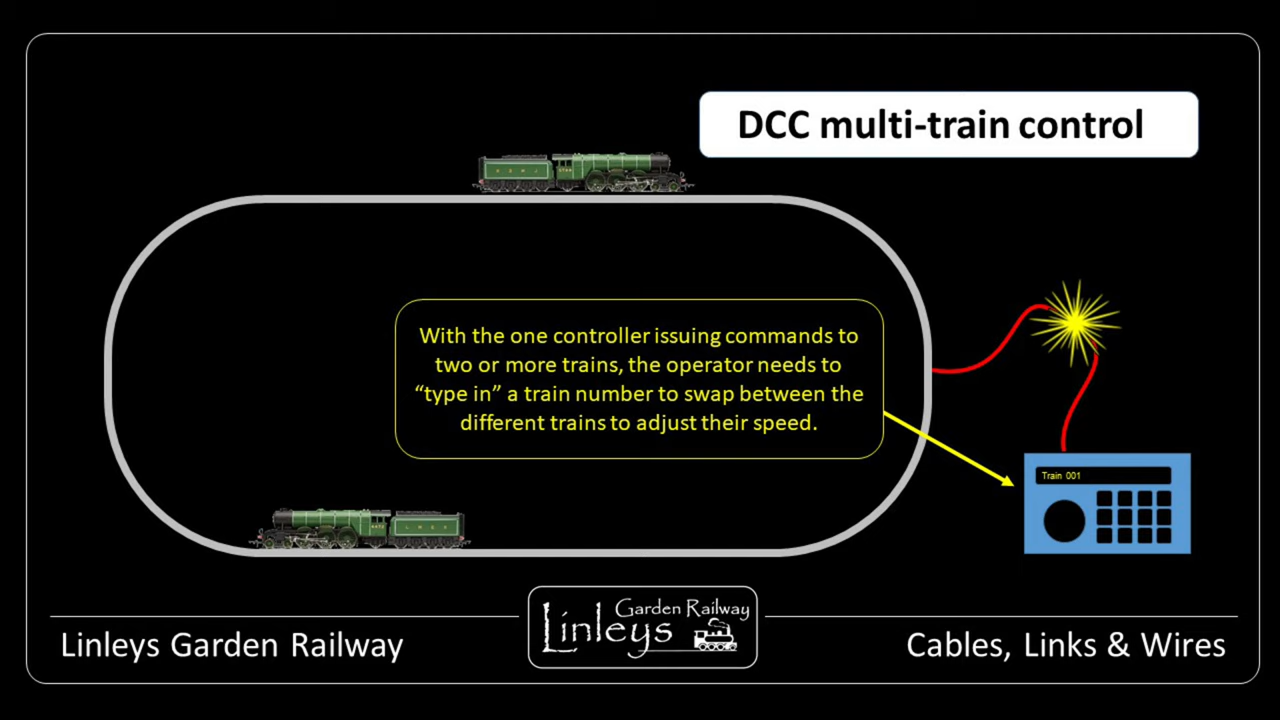 DCC multi-train control
With the one controller issuing commands to
two or more trains, the operator needs to
“type in” a train number to swap between the
different trains to adjust their speed.
Train 001
Garden Railway
Linleys
Linleys Garden Railway
Cables, Links & Wires